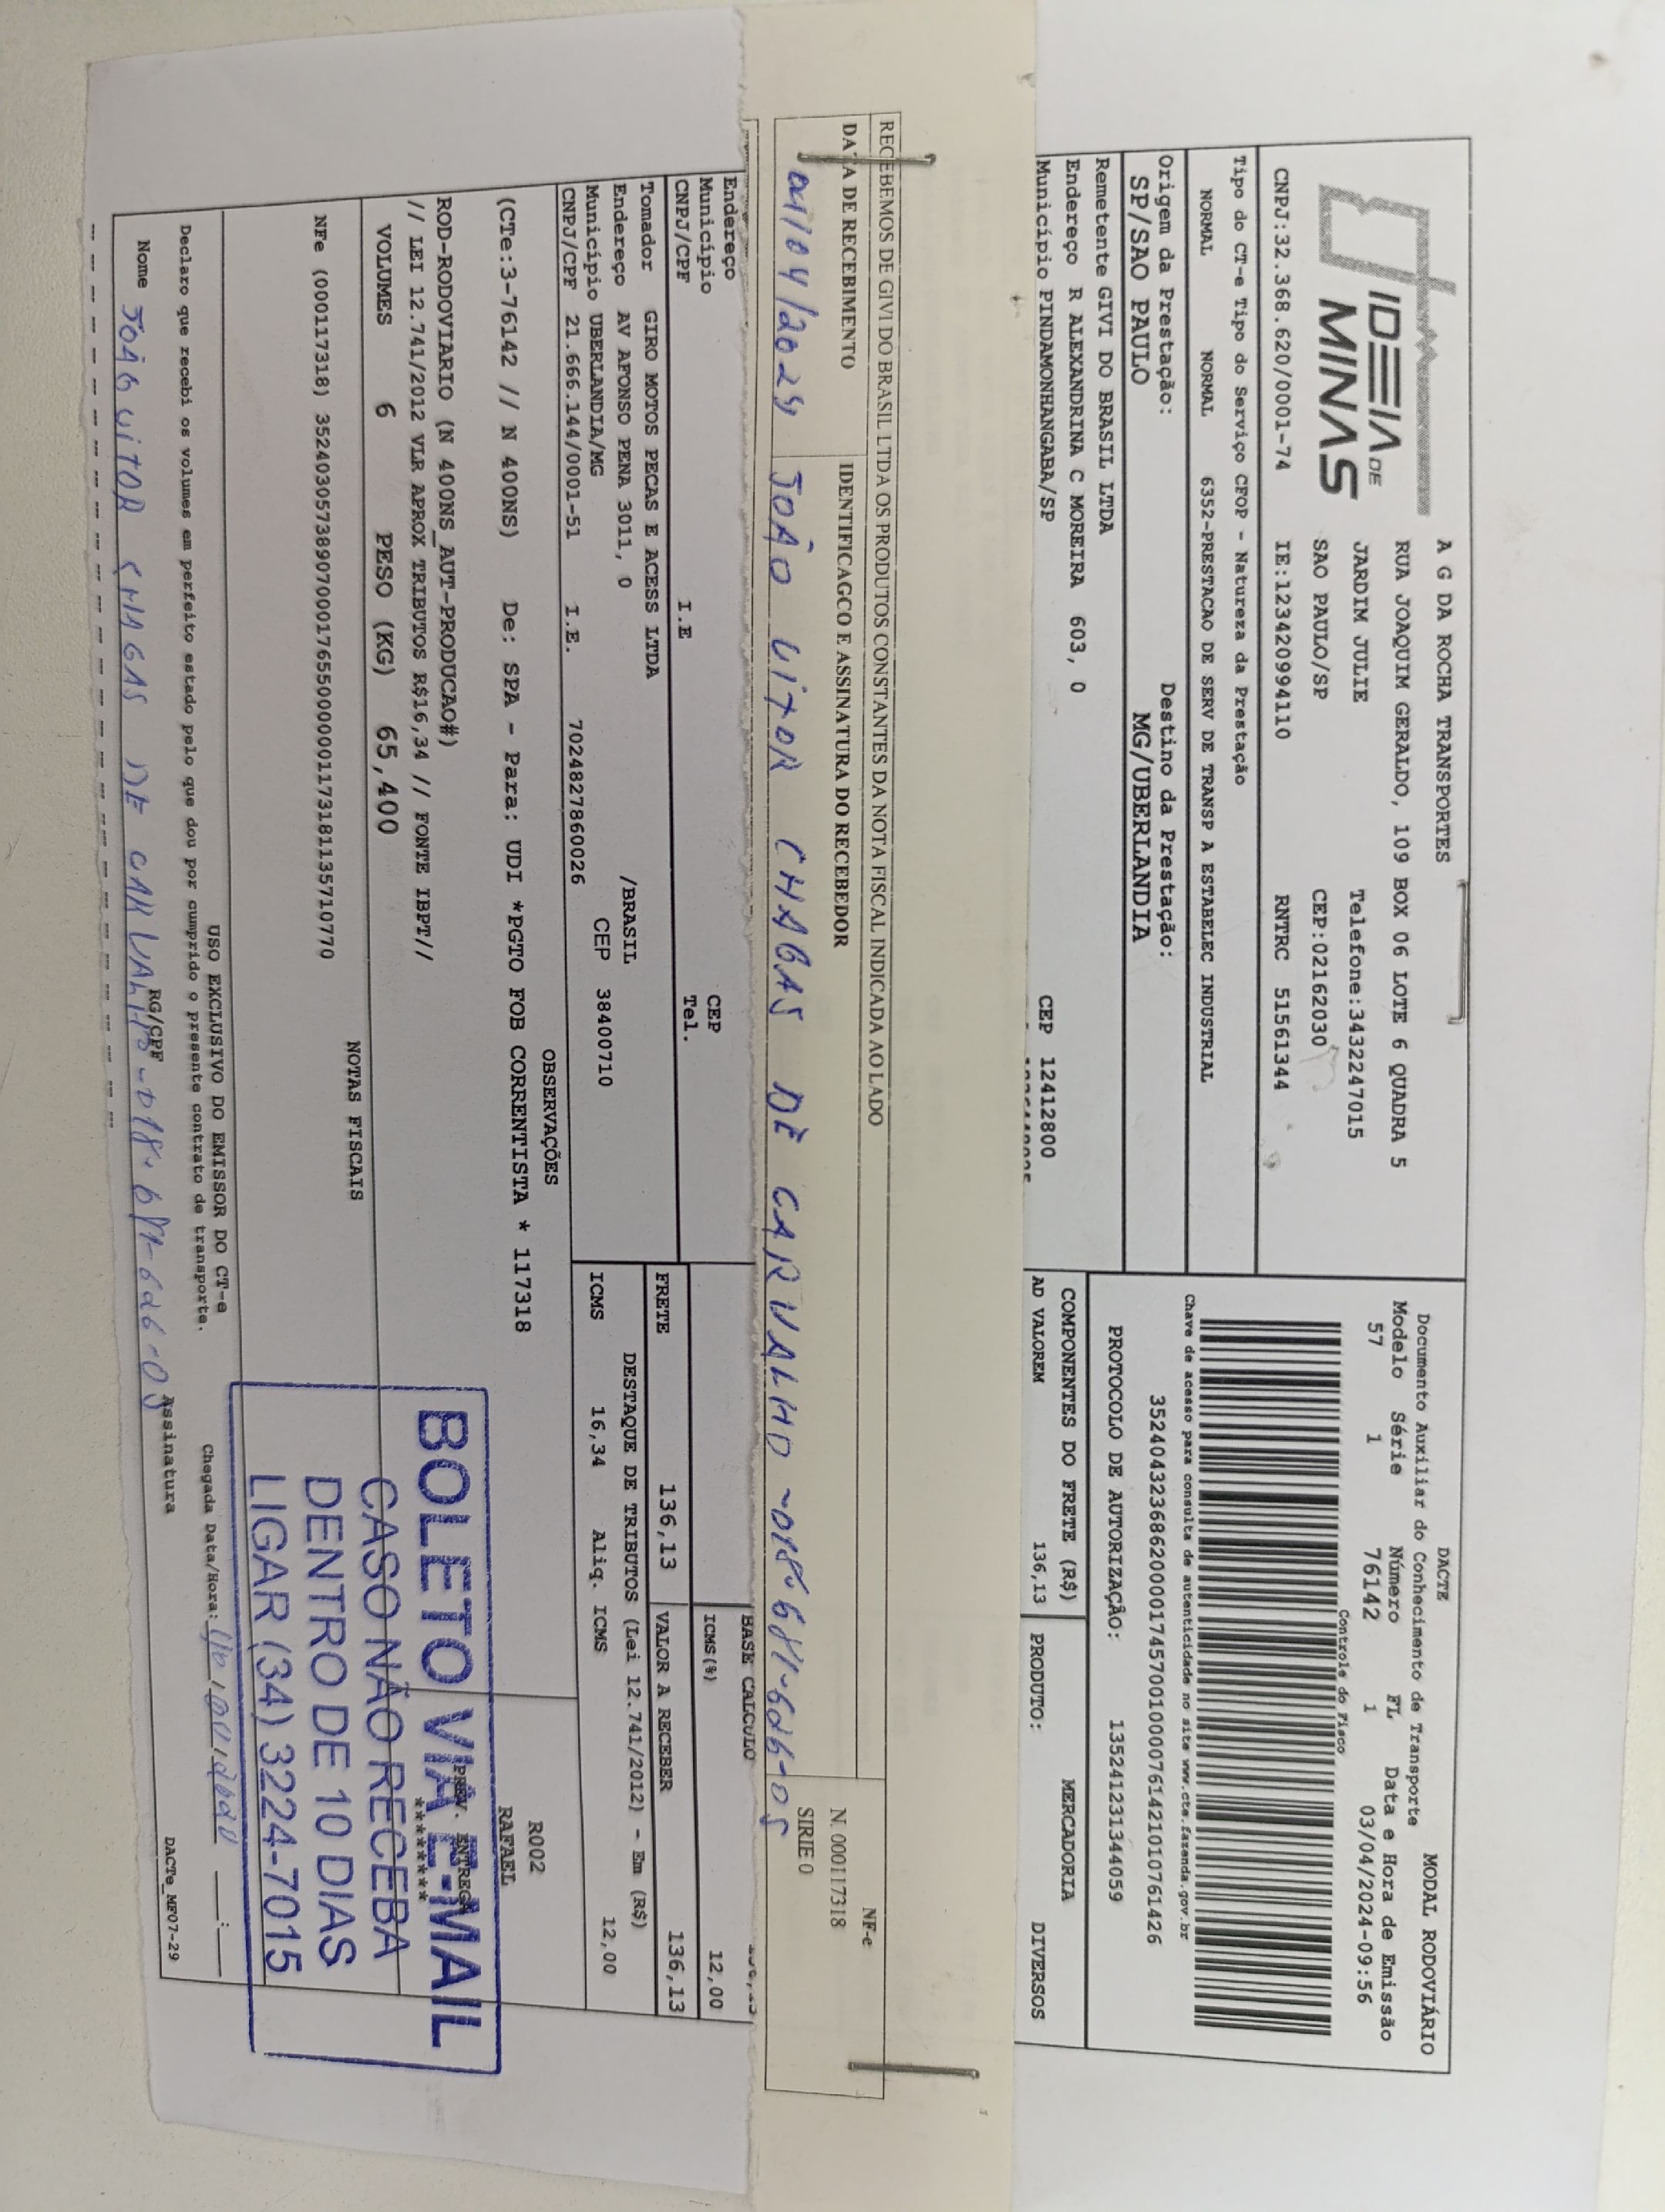 IDEIA DE
MINAS
A G DA ROCHA TRANSPORTES
RUA JOAQUIM GERALDO, 109 BOX 06 LOTE 6 QUADRA 5
JARDIM JULIE Telefone:3432247015
SAO PAULO/SP CEP:02162030
CNPJ:32.368.620/0001-74 IE:123420994110 RNTRC 51561344
Tipo do CT-e Tipo do Serviço CFOP - Natureza da Prestação
NORMAL NORMAL 6352-PRESTACAO DE SERV DE TRANSP A ESTABELEC INDUSTRIAL
Origem da Prestação: Destino da Prestação:
SP/SAO PAULO MG/UBERLANDIA
Remetente GIVI DO BRASIL LTDA
Endereço R ALEXANDRINA C MOREIRA 603, 0
Município PINDAMONHANGABA/SP CEP 12412800
DACTE MODAL RODOVIÁRIO
Documento Auxiliar do Conhecimento de Transporte
Modelo Série Número FL Data e Hora de Emissão
57 1 76142 1 03/04/2024-09:56
Controle do Fisco
Chave de acesso para consulta de autenticidade no site www.cte.fazenda.gov.br
35240432368620000174570010000761421010761426
PROTOCOLO DE AUTORIZAÇÃO: 135241231344059
COMPONENTES DO FRETE (R$) MERCADORIA
AD VALOREM 136,13 PRODUTO: DIVERSOS
RECEBEMOS DE GIVI DO BRASIL LTDA OS PRODUTOS CONSTANTES DA NOTA FISCAL INDICADA AO LADO
DATA DE RECEBIMENTO IDENTIFICAGCO E ASSINATURA DO RECEBEDOR
04/04/2024 JOÃO VITOR CHAGAS DE CARVALHO -018.681-626-05
NF-e
N. 000117318
SIRIE 0
Endereço
Município CEP
CNPJ/CPF I.E Tel.
Tomador GIRO MOTOS PECAS E ACESS LTDA
Endereço AV AFONSO PENA 3011, 0 /BRASIL
Município UBERLANDIA/MG CEP 38400710
CNPJ/CPF 21.666.144/0001-51 I.E. 7024827860026
BASE CALCULO
ICMS(%) 12,00
FRETE 136,13 VALOR A RECEBER 136,13
DESTAQUE DE TRIBUTOS (Lei 12.741/2012) - Em (R$)
ICMS 16,34 Aliq. ICMS 12,00
OBSERVAÇÕES
(CTe:3-76142 // N 400NS) De: SPA - Para: UDI *PGTO FOB CORRENTISTA * 117318
R002
RAFAEL
ROD-RODOVIARIO (N 400NS_AUT-PRODUCAO#)
// LEI 12.741/2012 VLR APROX TRIBUTOS R$16,34 // FONTE IBPT//
PREV. ENTREGA
********
VOLUMES 6 PESO (KG) 65,400
NOTAS FISCAIS
NFe (000117318) 35240305738907000176550000001173181135710770
BOLETO VIA E-MAIL
CASO NÃO RECEBA
DENTRO DE 10 DIAS
LIGAR (34) 3224-7015
USO EXCLUSIVO DO EMISSOR DO CT-e
Declaro que recebi os volumes em perfeito estado pelo que dou por cumprido o presente contrato de transporte.
Chegada Data/Hora:
Nome JOÃO VITOR CHAGAS DE CARVALHO RG/CPF Assinatura
DACTe_MF07-29